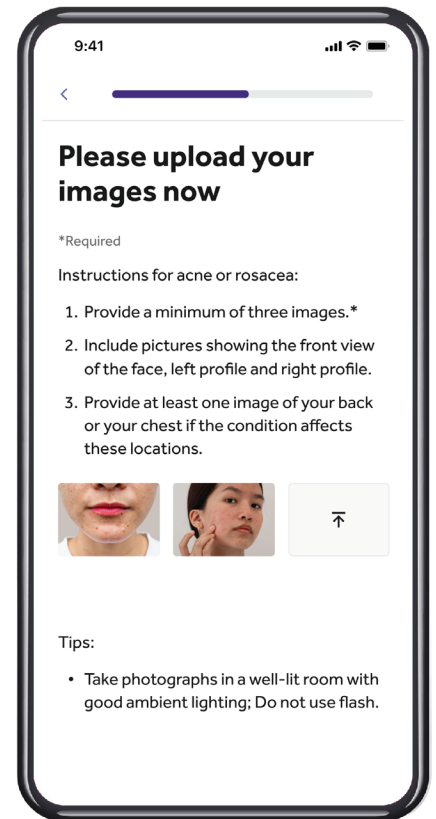 9:41
Please upload your
images now
*Required
Instructions for acne or rosacea:
1. Provide a minimum of three images.*
2. Include pictures showing the front view
of the face, left profile and right profile.
3. Provide at least one image of your back
or your chest if the condition affects
these locations.
Tips:
• Take photographs in a well-lit room with
good ambient lighting; Do not use flash.